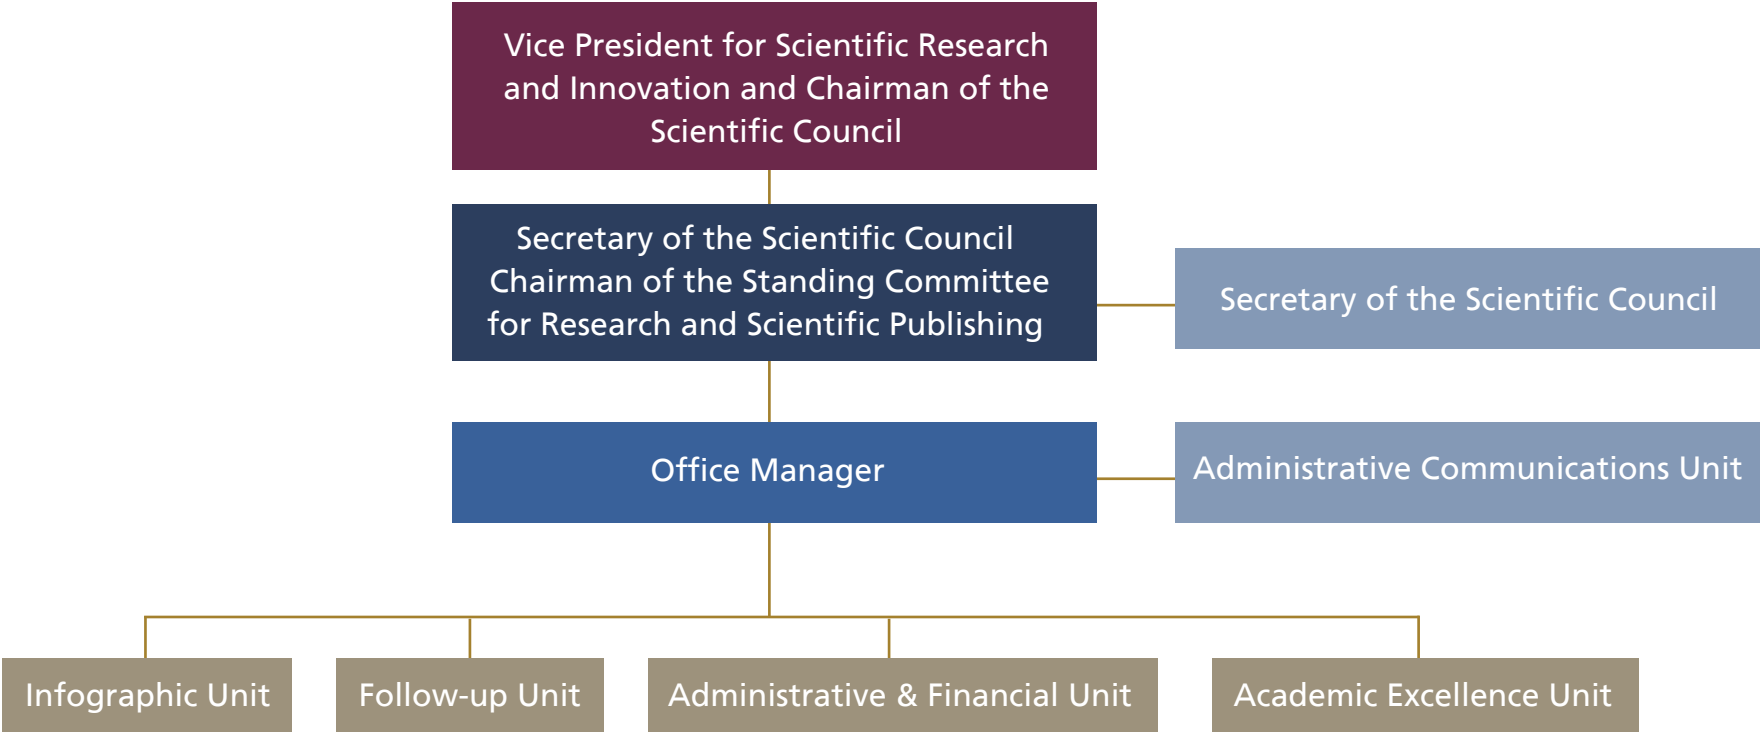 Vice President for Scientific Research
and Innovation and Chairman of the
Scientific Council
Secretary of the Scientific Council
Chairman of the Standing Committee
for Research and Scientific Publishing
Secretary of the Scientific Council
Office Manager
Administrative Communications Unit
Infographic Unit
Follow-up Unit
Administrative & Financial Unit
Academic Excellence Unit